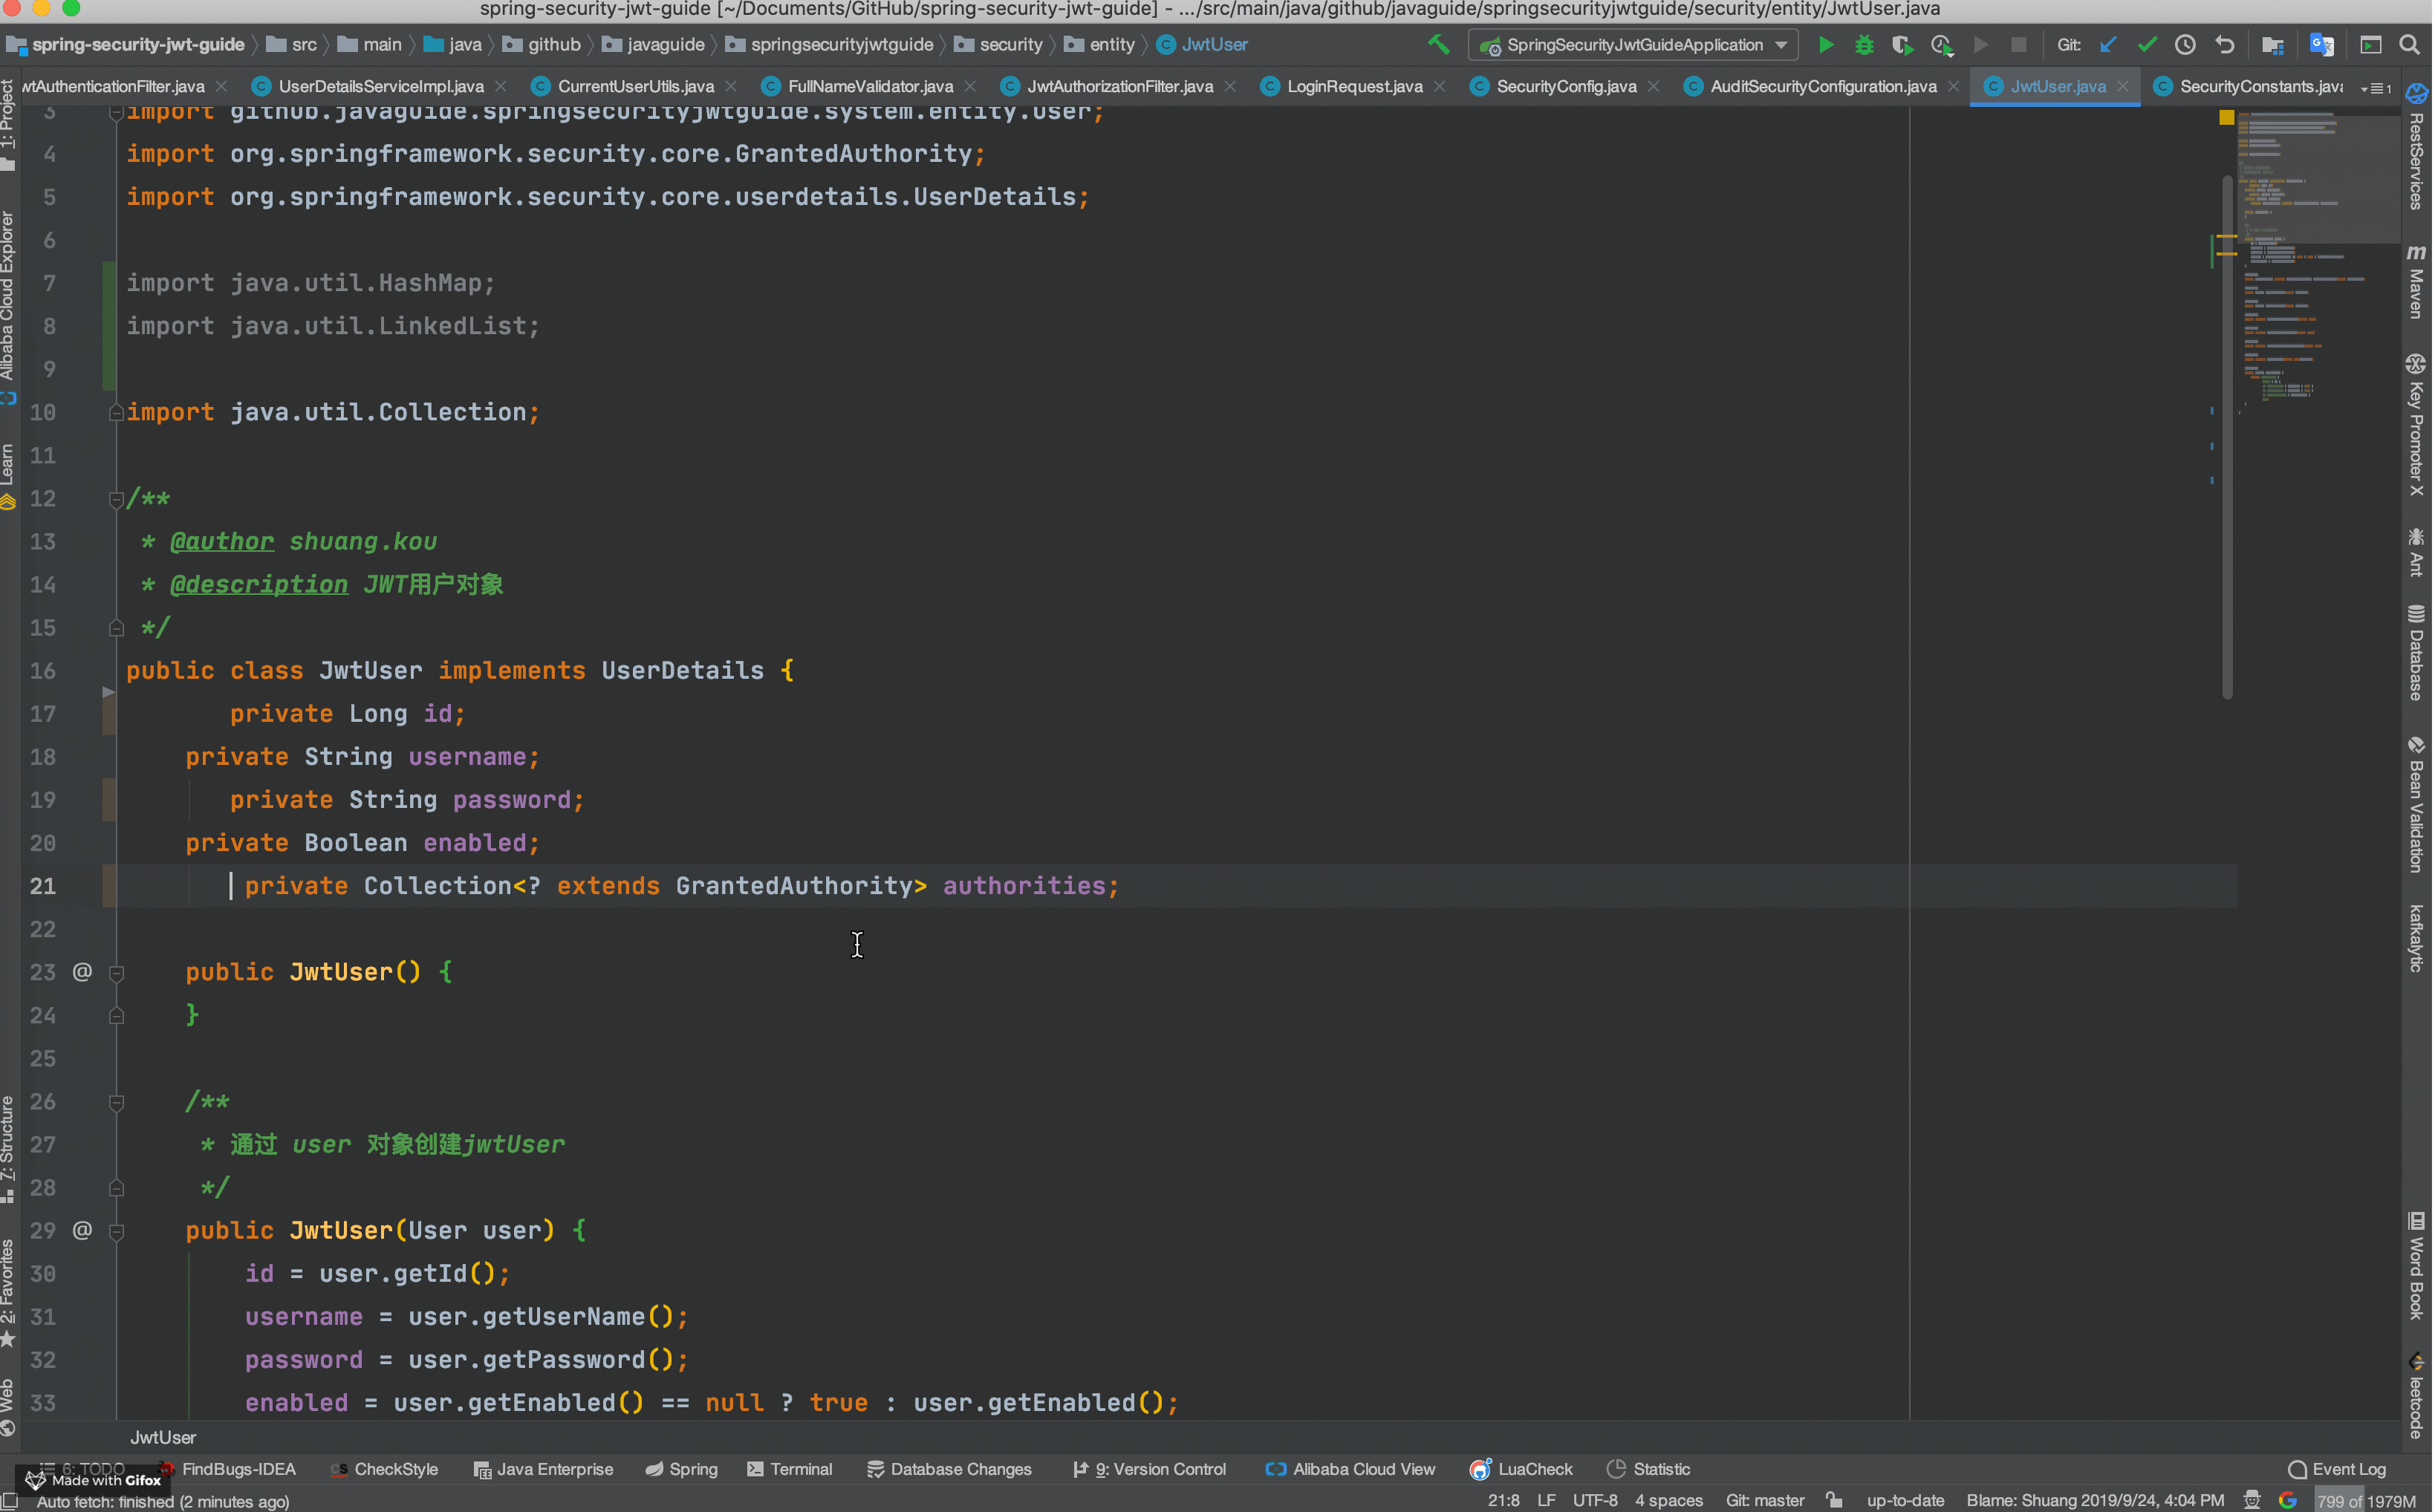 spring-security-jwt-guide [~/Documents/GitHub/spring-security-jwt-guide] - .../src/main/java/github/javaguide/springsecurityjwtguide/security/entity/JwtUser.java
spring-security-jwt-guide src main java github javaguide springsecurityjwtguide security entity JwtUser SpringSecurityJwtGuideApplication Git:
wtAuthenticationFilter.java UserDetailsServiceImpl.java CurrentUserUtils.java FullNameValidator.java JwtAuthorizationFilter.java LoginRequest.java SecurityConfig.java AuditSecurityConfiguration.java JwtUser.java SecurityConstants.java 1
3 import github.javaguide.springsecurityjwtguide.system.entity.User;
4 import org.springframework.security.core.GrantedAuthority;
5 import org.springframework.security.core.userdetails.UserDetails;
6
7 import java.util.HashMap;
8 import java.util.LinkedList;
9
10 import java.util.Collection;
11
12 /**
13 * @author shuang.kou
14 * @description JWT用户对象
15 */
16 public class JwtUser implements UserDetails {
17 private Long id;
18 private String username;
19 private String password;
20 private Boolean enabled;
21 private Collection<? extends GrantedAuthority> authorities;
22
23 @ public JwtUser() {
24 }
25
26 /**
27 * 通过 user 对象创建jwtUser
28 */
29 @ public JwtUser(User user) {
30 id = user.getId();
31 username = user.getUserName();
32 password = user.getPassword();
33 enabled = user.getEnabled() == null ? true : user.getEnabled();
JwtUser
1: Project
Alibaba Cloud Explorer
Learn
7: Structure
2: Favorites
Web
RestServices
Maven
Key Promoter X
Ant
Database
Bean Validation
kafkalytic
Word Book
leetcode
6: TODO FindBugs-IDEA CheckStyle Java Enterprise Spring Terminal Database Changes 9: Version Control Alibaba Cloud View LuaCheck Statistic Event Log
Made with Gifox
Auto fetch: finished (2 minutes ago) 21:8 LF UTF-8 4 spaces Git: master up-to-date Blame: Shuang 2019/9/24, 4:04 PM 799 of 1979M